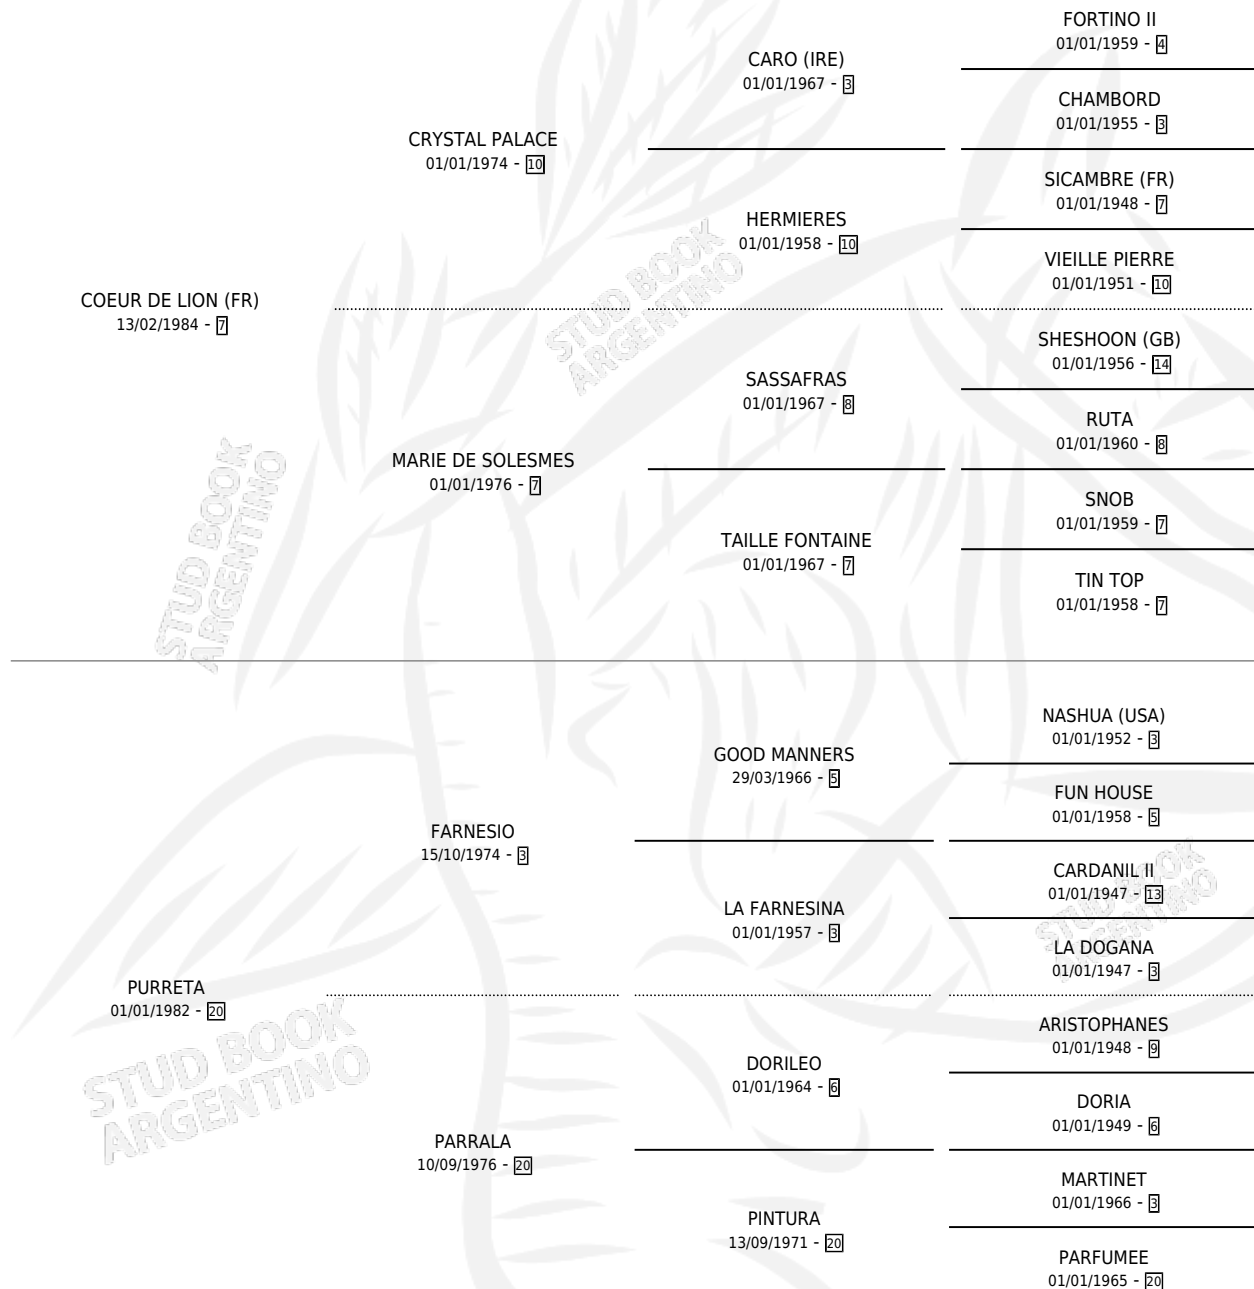 FORTINO II
01/01/1959 - 4
CARO (IRE)
01/01/1967 - 3
CHAMBORD
01/01/1955 - 3
CRYSTAL PALACE
01/01/1974 - 10
SICAMBRE (FR)
01/01/1948 - 7
HERMIERES
01/01/1958 - 10
VIEILLE PIERRE
01/01/1951 - 10
COEUR DE LION (FR)
13/02/1984 - 7
STUD BOOK
ARGENTINO
SHESHOON (GB)
01/01/1956 - 14
SASSAFRAS
01/01/1967 - 8
RUTA
01/01/1960 - 8
MARIE DE SOLESMES
01/01/1976 - 7
SNOB
01/01/1959 - 7
TAILLE FONTAINE
01/01/1967 - 7
TIN TOP
01/01/1958 - 7
STUD BOOK
ARGENTINO
NASHUA (USA)
01/01/1952 - 3
GOOD MANNERS
29/03/1966 - 5
FUN HOUSE
01/01/1958 - 5
FARNESIO
15/10/1974 - 3
CARDANIL II
01/01/1947 - 13
LA FARNESINA
01/01/1957 - 3
STUD BOOK
ARGENTINO
LA DOGANA
01/01/1947 - 3
PURRETA
01/01/1982 - 20
ARISTOPHANES
01/01/1948 - 9
STUD BOOK
ARGENTINO
DORILEO
01/01/1964 - 6
DORIA
01/01/1949 - 6
PARRALA
10/09/1976 - 20
MARTINET
01/01/1966 - 3
PINTURA
13/09/1971 - 20
PARFUMEE
01/01/1965 - 20